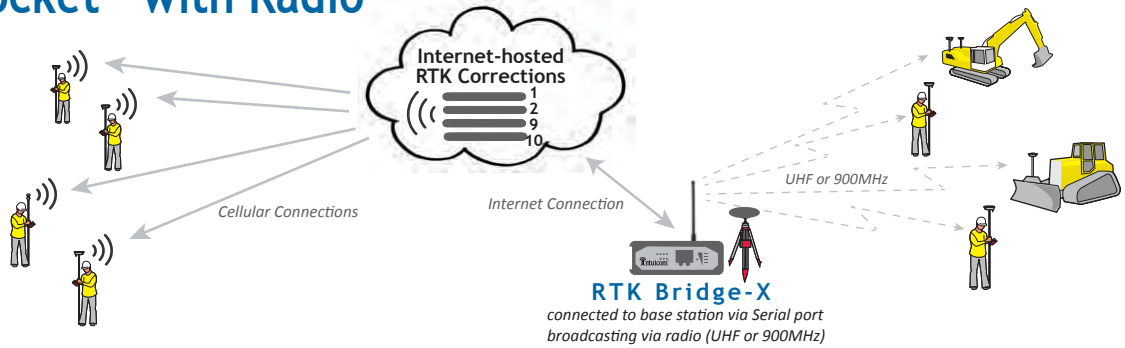 with Radio
Internet-hosted
RTK Corrections
1
2
9
10
Cellular Connections
Internet Connection
UHF or 900MHz
intuicom
RTK Bridge-X
connected to base station via Serial port
broadcasting via radio (UHF or 900MHz)